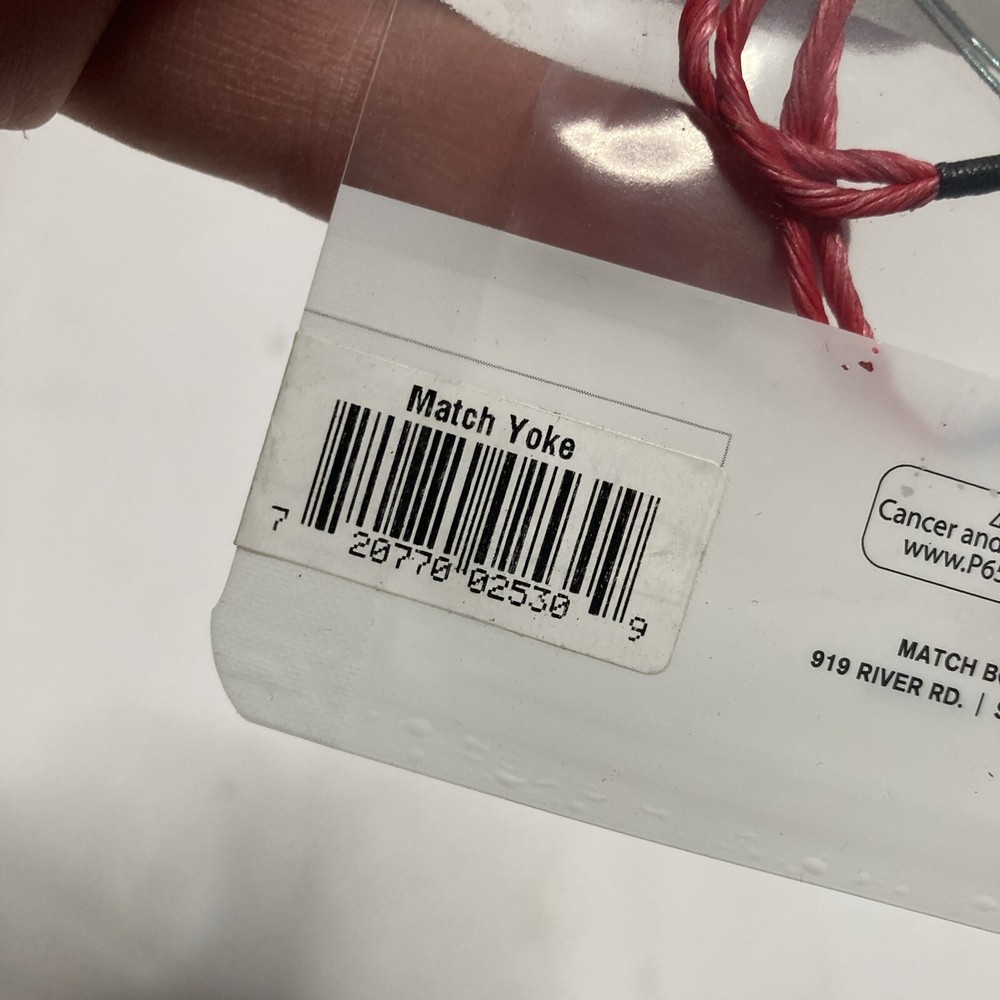 Match Yoke
7 20770 02530 9
Cancer and
www.P65
MATCH
919 RIVER RD. |